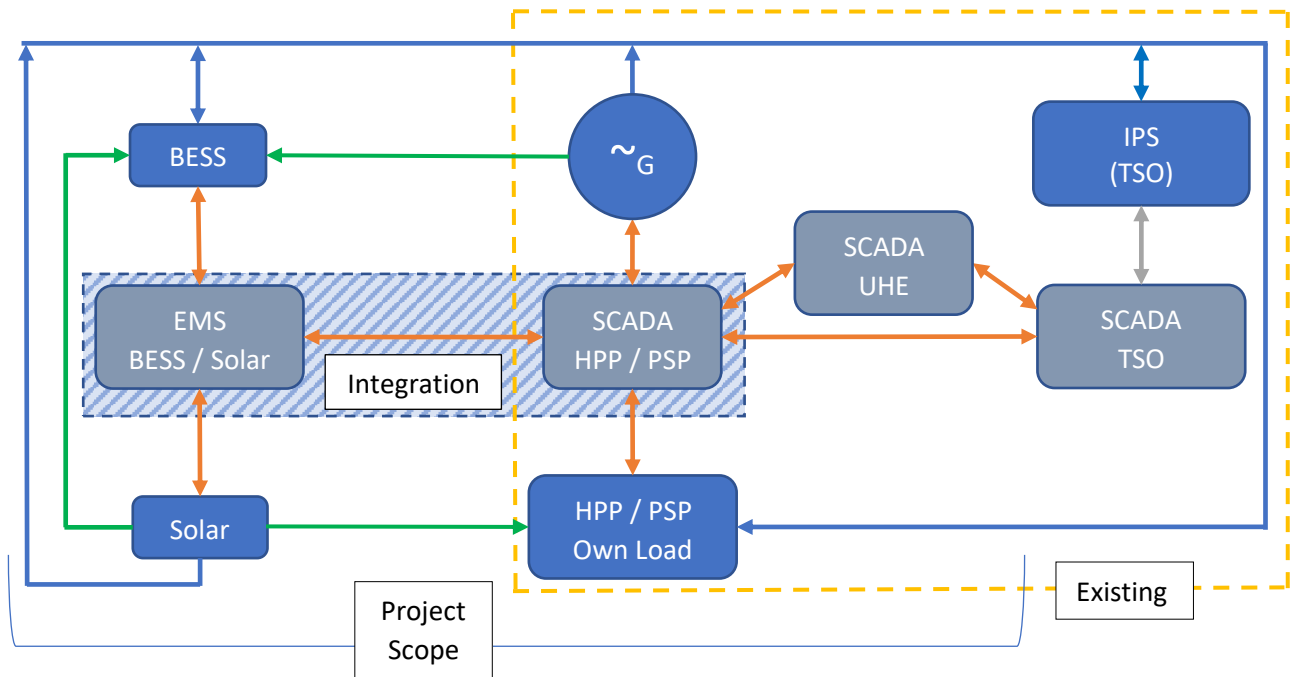 BESS
~G
IPS
(TSO)
SCADA
UHE
EMS
BESS / Solar
SCADA
HPP / PSP
SCADA
TSO
Integration
Solar
HPP / PSP
Own Load
Existing
Project
Scope